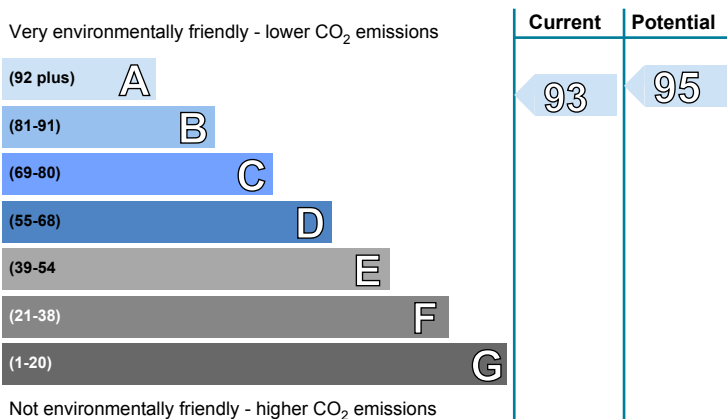 Very environmentally friendly - lower CO2 emissions
Current Potential
(92 plus) A
93 95
(81-91) B
(69-80) C
(55-68) D
(39-54 E
(21-38) F
(1-20) G
Not environmentally friendly - higher CO2 emissions